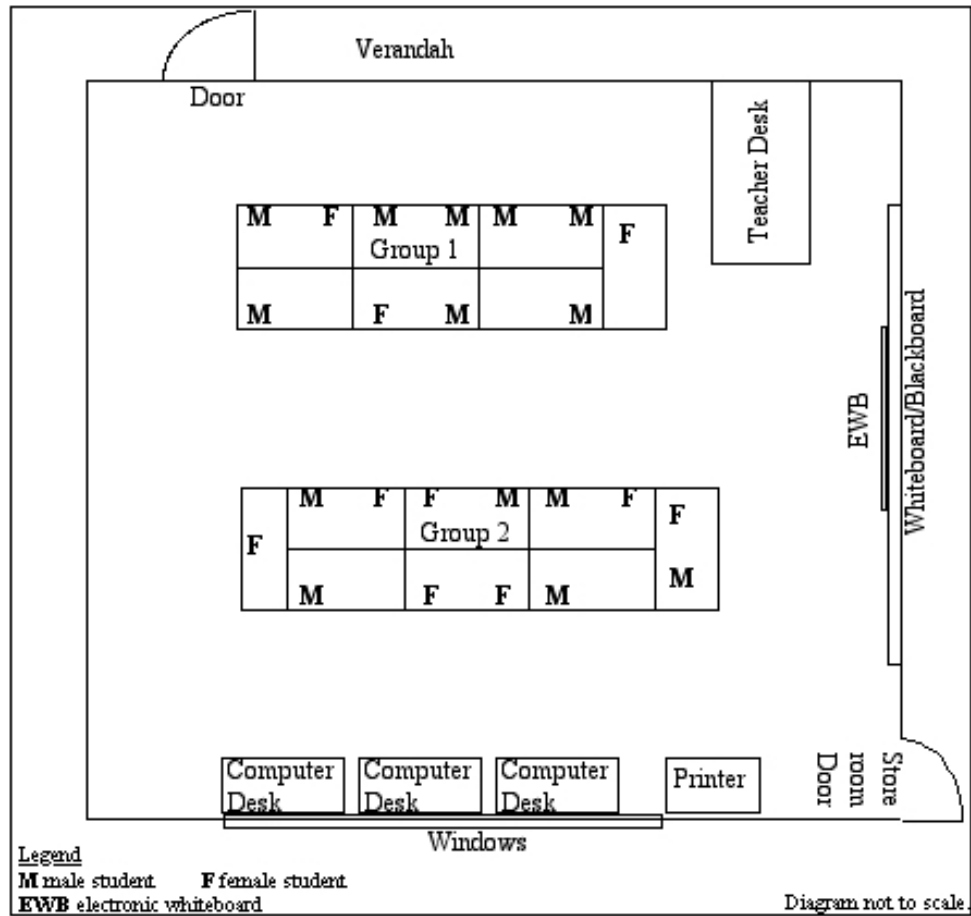 Verandah
Door
Teacher Desk
M F M M M M
F
Group 1
M F M M
EWB
Whiteboard/Blackboard
M F F M M F
F
Group 2
F
M
M F F M
Store
room
Door
Computer
Desk
Computer
Desk
Computer
Desk
Printer
Windows
Legend
M male student F female student
EWB electronic whiteboard
Diagram not to scale.